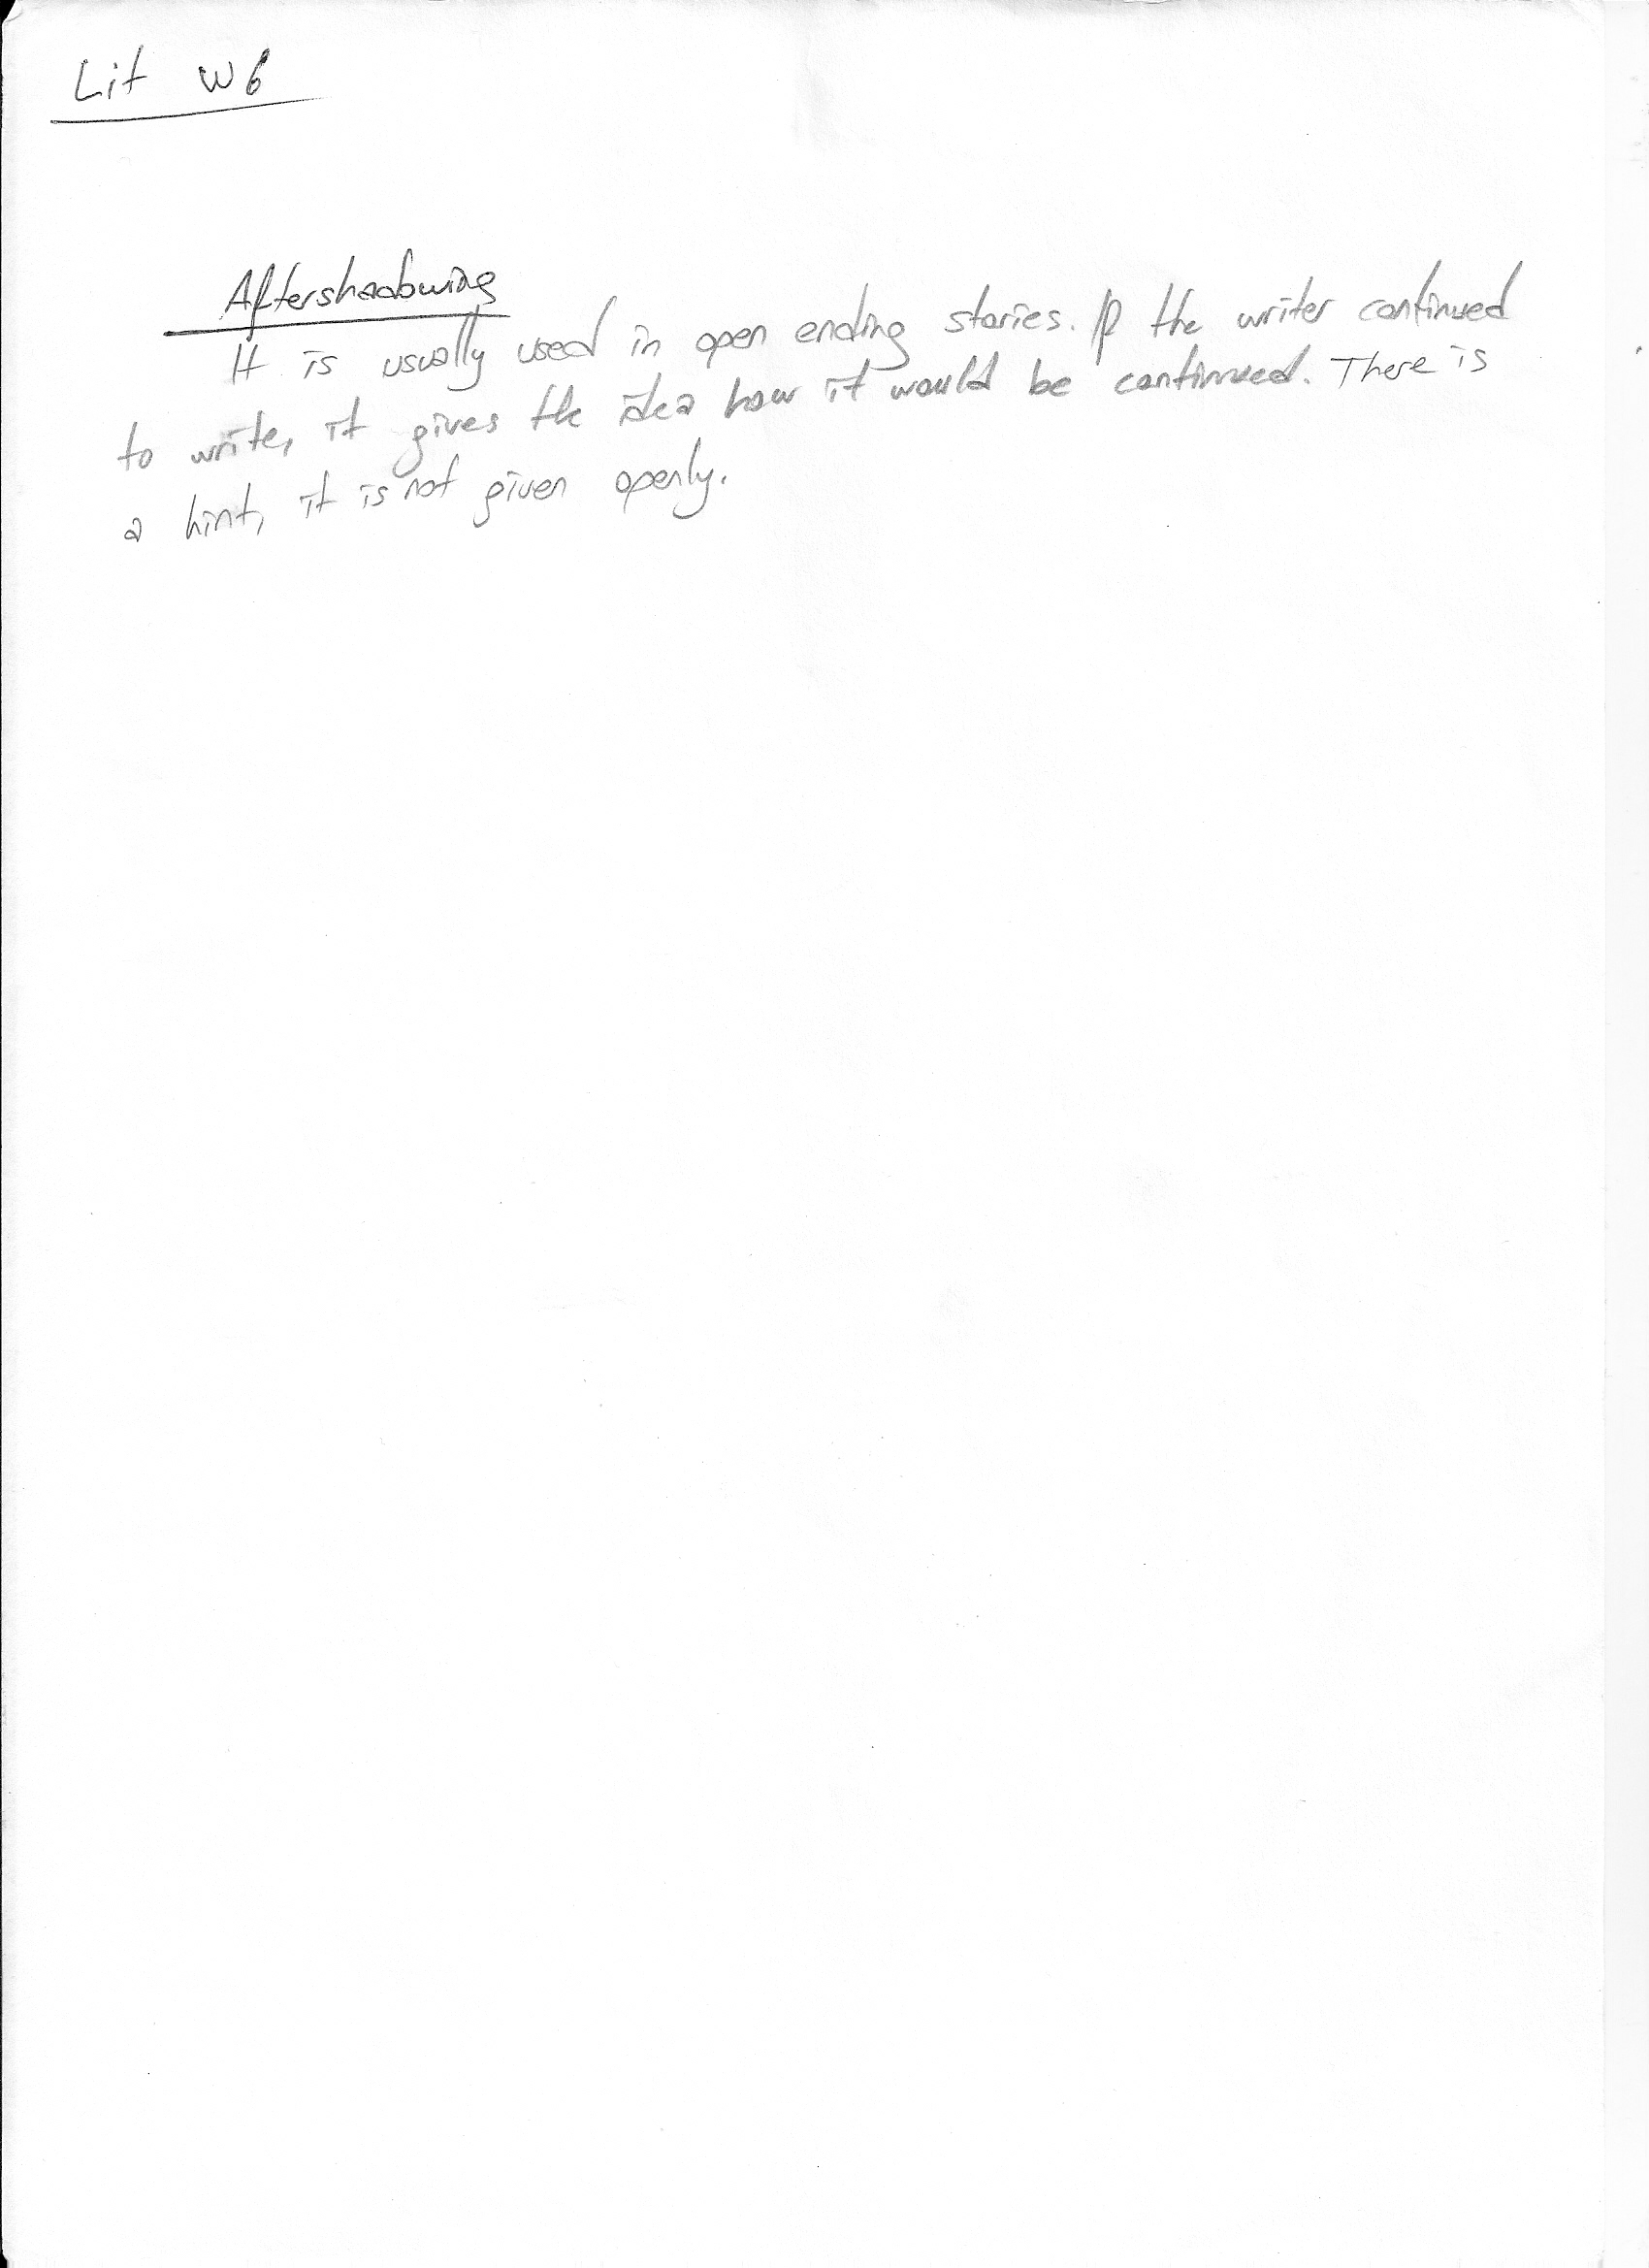 Lit W6
Aftershadowing
It is usually used in open ending stories. If the writer continued
to write, it gives the idea how it would be continued. There is
a hint, it is not given openly.